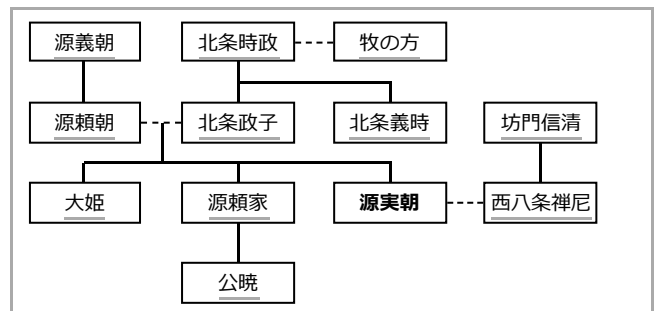 源義朝
北条時政
牧の方
源頼朝
北条政子
北条義時
坊門信清
大姫
源頼家
源実朝
西八条禅尼
公暁